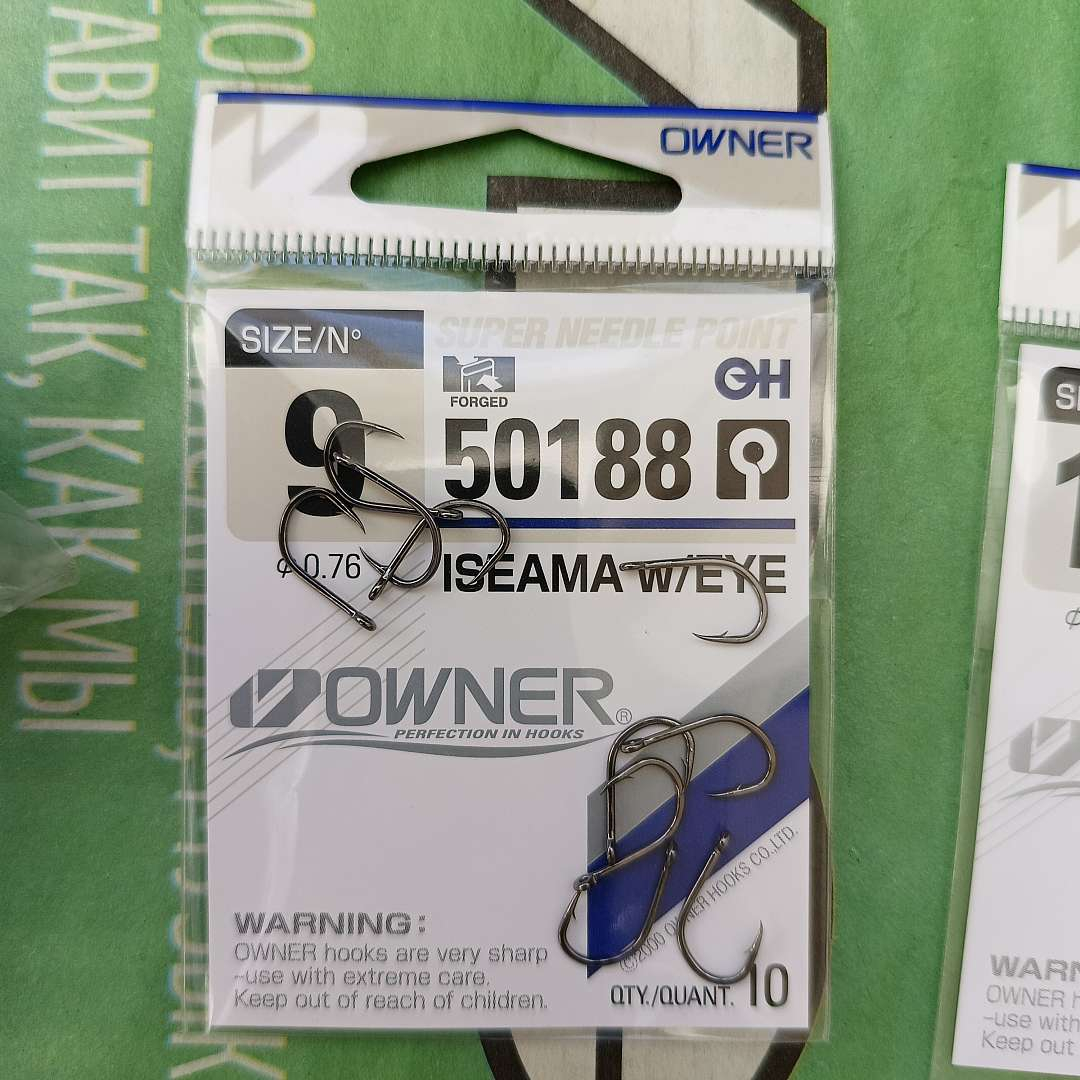 OWNER
SIZE/N°
9
Ø 0.76
SUPER NEEDLE POINT
FORGED
50188
ISEAMA W/EYE
OWNER®
PERFECTION IN HOOKS
WARNING:
OWNER hooks are very sharp
-use with extreme care.
Keep out of reach of children.
©2000 OWNER HOOKS CO.,LTD.
QTY./QUANT. 10
ТАК, КАК МЫ
WARN
OWNER h
-use with
Keep out